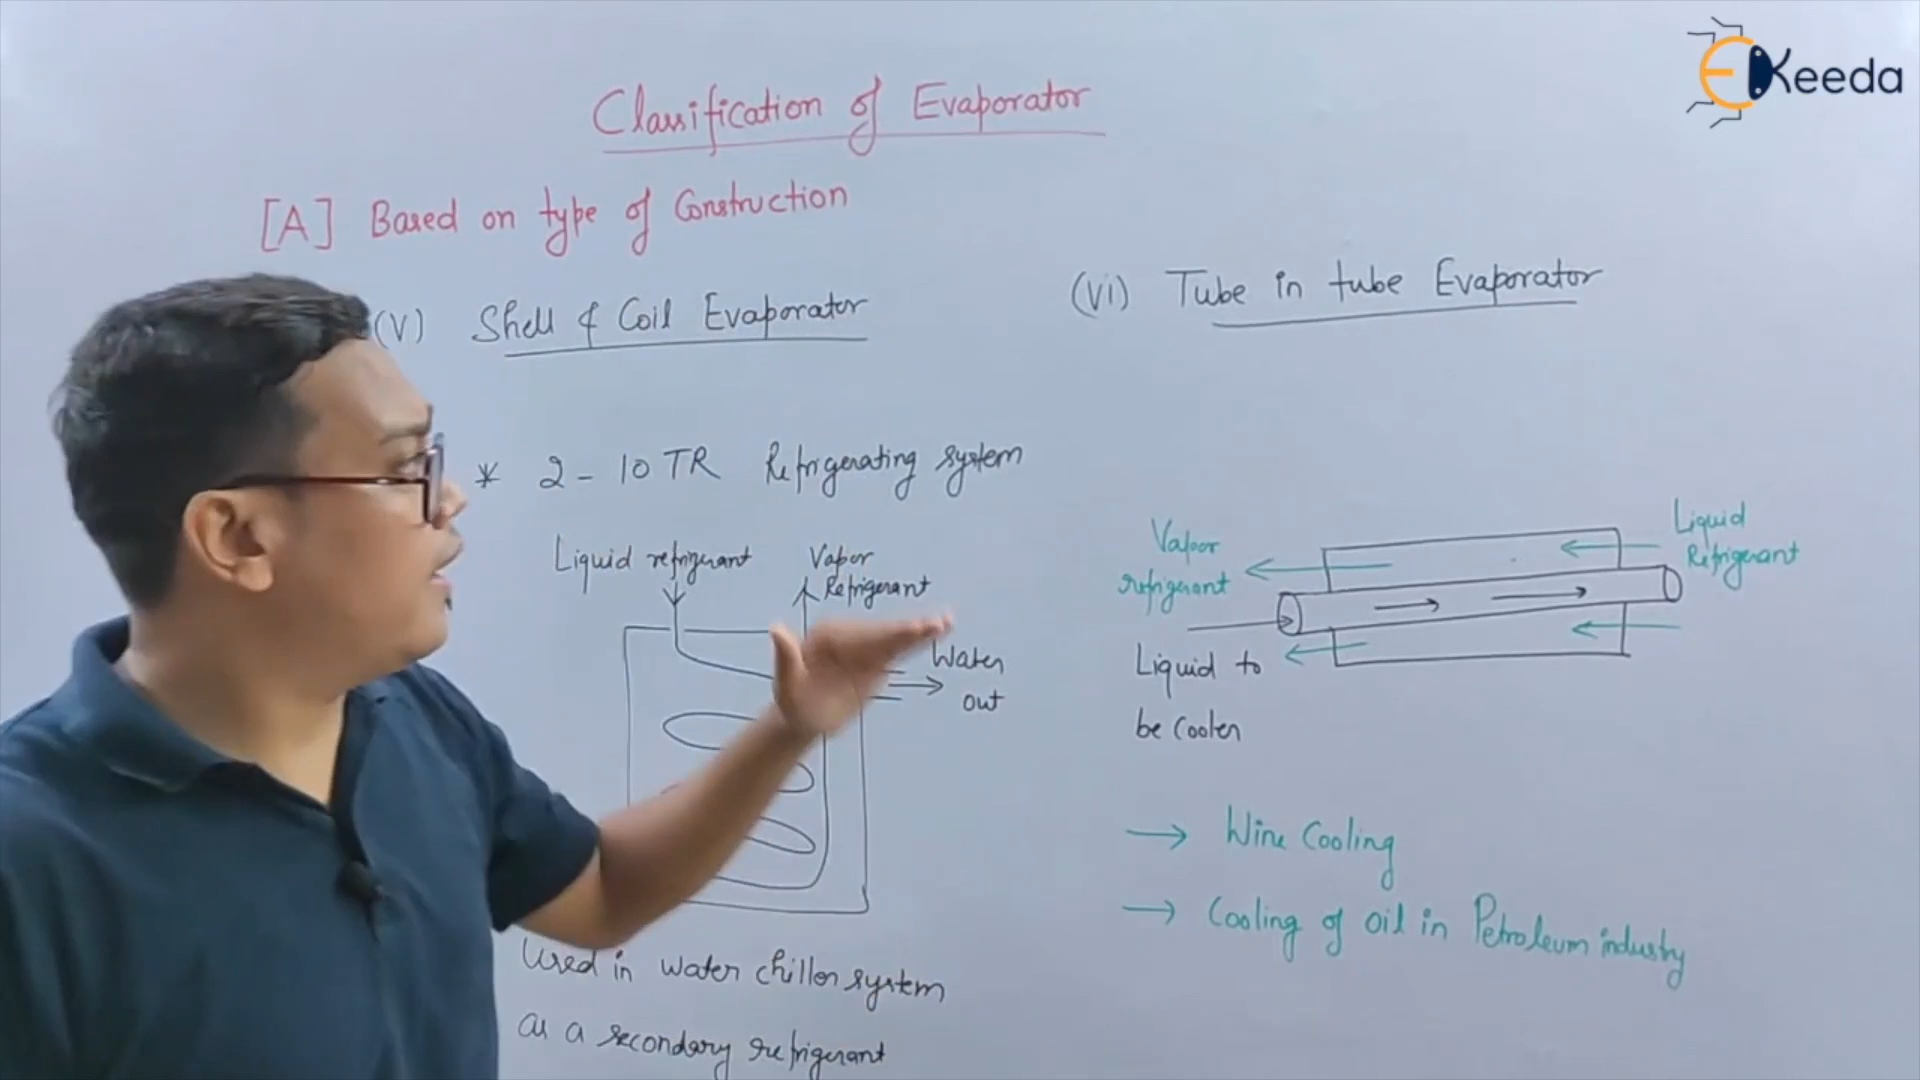 EKeeda
Classification of Evaporator
[A] Based on type of Construction
(V) Shell & Coil Evaporator
* 2 - 10 TR Refrigerating system
Liquid refrigerant
Vapor
Refrigerant
Water
out
Used in water chiller system
as a secondary refrigerant
(VI) Tube in tube Evaporator
Vapor
refrigerant
Liquid
Refrigerant
Liquid to
be cooler
→ Wine Cooling
→ Cooling of oil in Petroleum industry